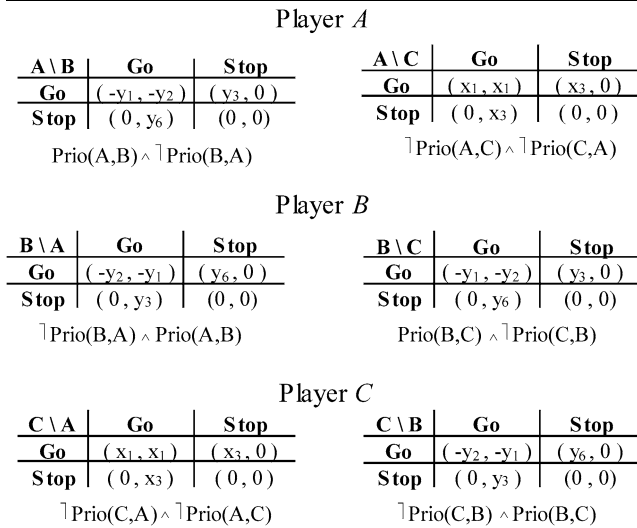 Player A
A \ B Go Stop A \ C Go Stop
Go (-y₁, -y₂) (y₃, 0) Go (x₁, x₁) (x₃, 0)
Stop (0, y₆) (0, 0) Stop (0, x₃) (0, 0)
Prio(A,B) ∧ ⌉Prio(B,A) ⌉Prio(A,C) ∧ ⌉Prio(C,A)
Player B
B \ A Go Stop B \ C Go Stop
Go (-y₂, -y₁) (y₆, 0) Go (-y₁, -y₂) (y₃, 0)
Stop (0, y₃) (0, 0) Stop (0, y₆) (0, 0)
⌉Prio(B,A) ∧ Prio(A,B) Prio(B,C) ∧ ⌉Prio(C,B)
Player C
C \ A Go Stop C \ B Go Stop
Go (x₁, x₁) (x₃, 0) Go (-y₂, -y₁) (y₆, 0)
Stop (0, x₃) (0, 0) Stop (0, y₃) (0, 0)
⌉Prio(C,A) ∧ ⌉Prio(A,C) ⌉Prio(C,B) ∧ Prio(B,C)